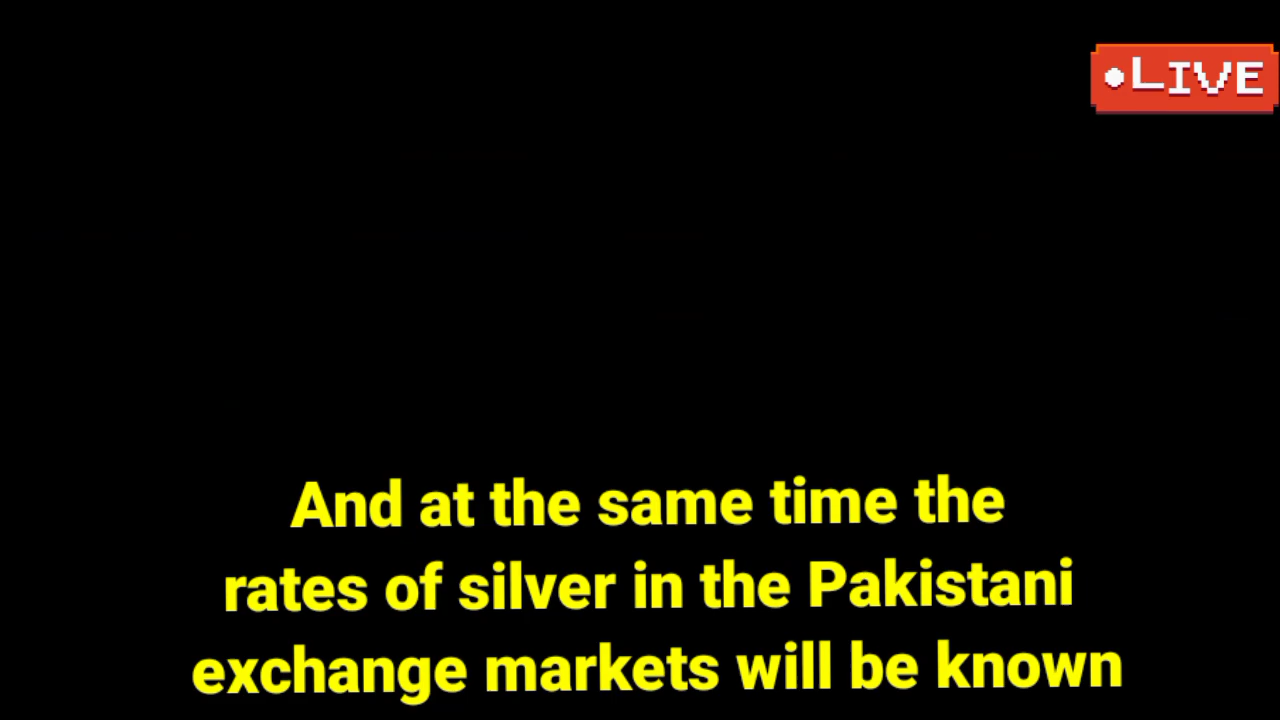 LIVE
And at the same time the
rates of silver in the Pakistani
exchange markets will be known